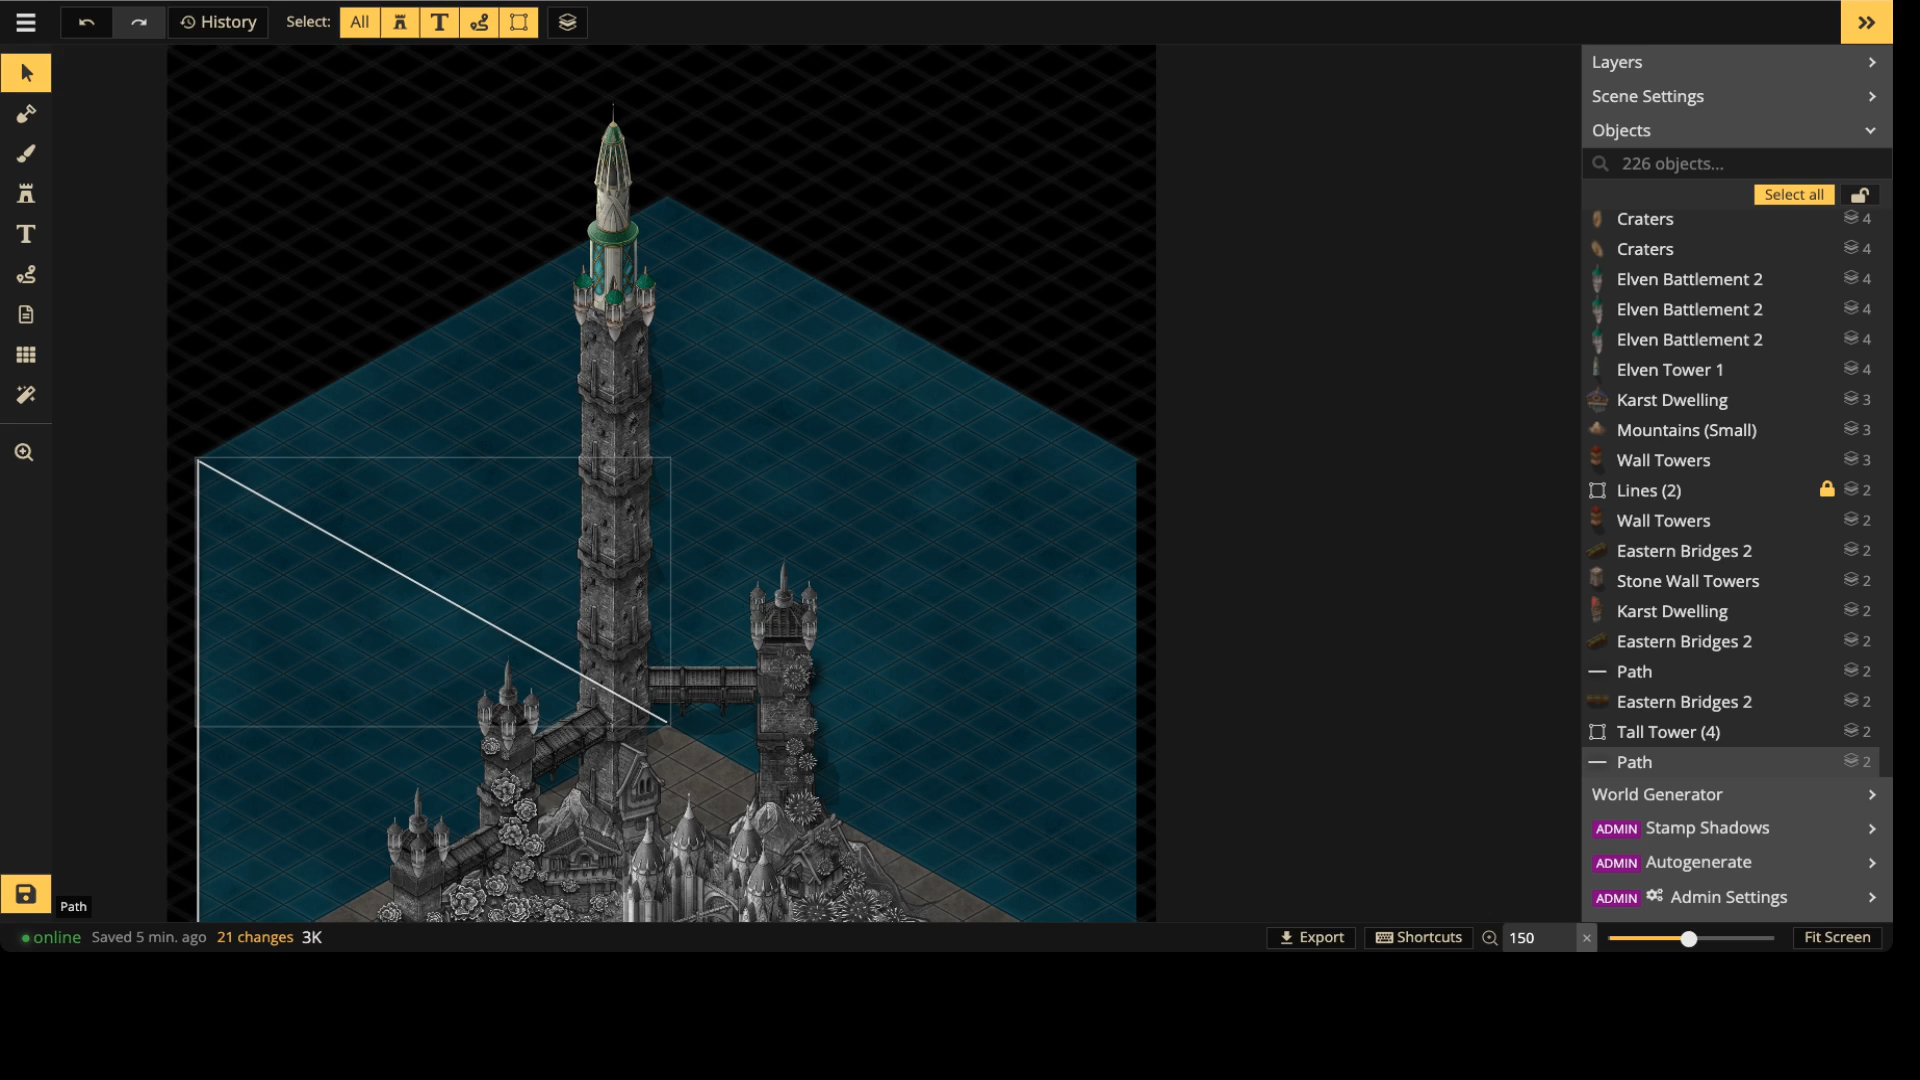 History
Select:
All
T
Layers
Scene Settings
Objects
226 objects...
Select all
Craters 4
Craters 4
Elven Battlement 2 4
Elven Battlement 2 4
Elven Battlement 2 4
Elven Tower 1 4
Karst Dwelling 3
Mountains (Small) 3
Wall Towers 3
Lines (2) 2
Wall Towers 2
Eastern Bridges 2 2
Stone Wall Towers 2
Karst Dwelling 2
Eastern Bridges 2 2
Path 2
Eastern Bridges 2 2
Tall Tower (4) 2
Path 2
World Generator
ADMIN Stamp Shadows
ADMIN Autogenerate
ADMIN Admin Settings
T
Path
online Saved 5 min. ago 21 changes 3K
Export
Shortcuts
150
×
Fit Screen